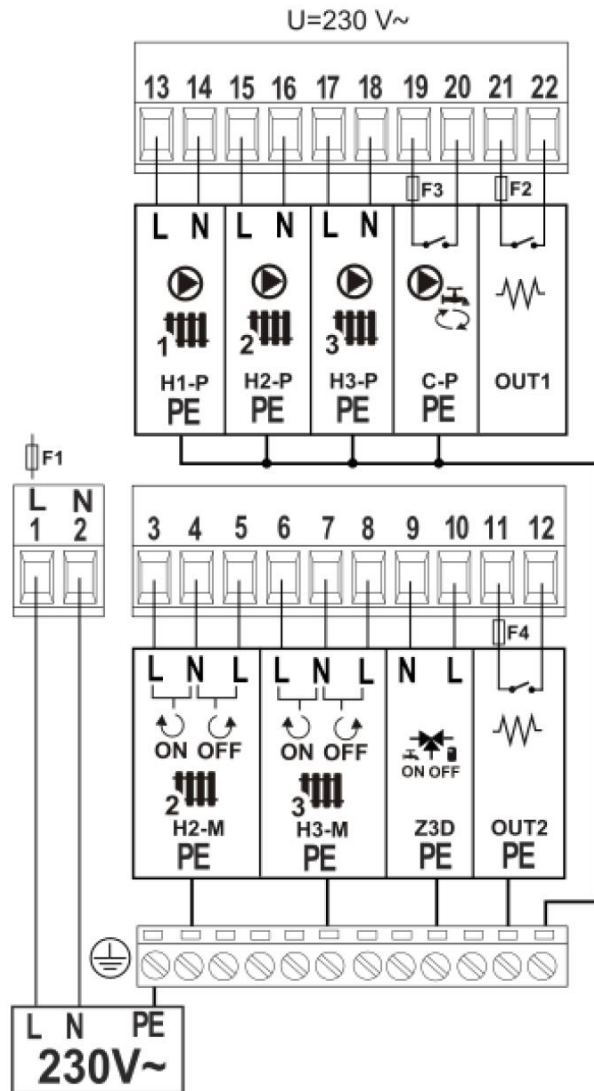 U=230 V~
13 14 15 16 17 18 19 20 21 22
F3 F2
L N L N L N
1 2 3
H1-P H2-P H3-P C-P OUT1
PE PE PE PE
F1
L N
1 2
3 4 5 6 7 8 9 10 11 12
F4
L N L L N L N L
ON OFF ON OFF ON OFF
2 3
H2-M H3-M Z3D OUT2
PE PE PE PE
L N PE
230V~